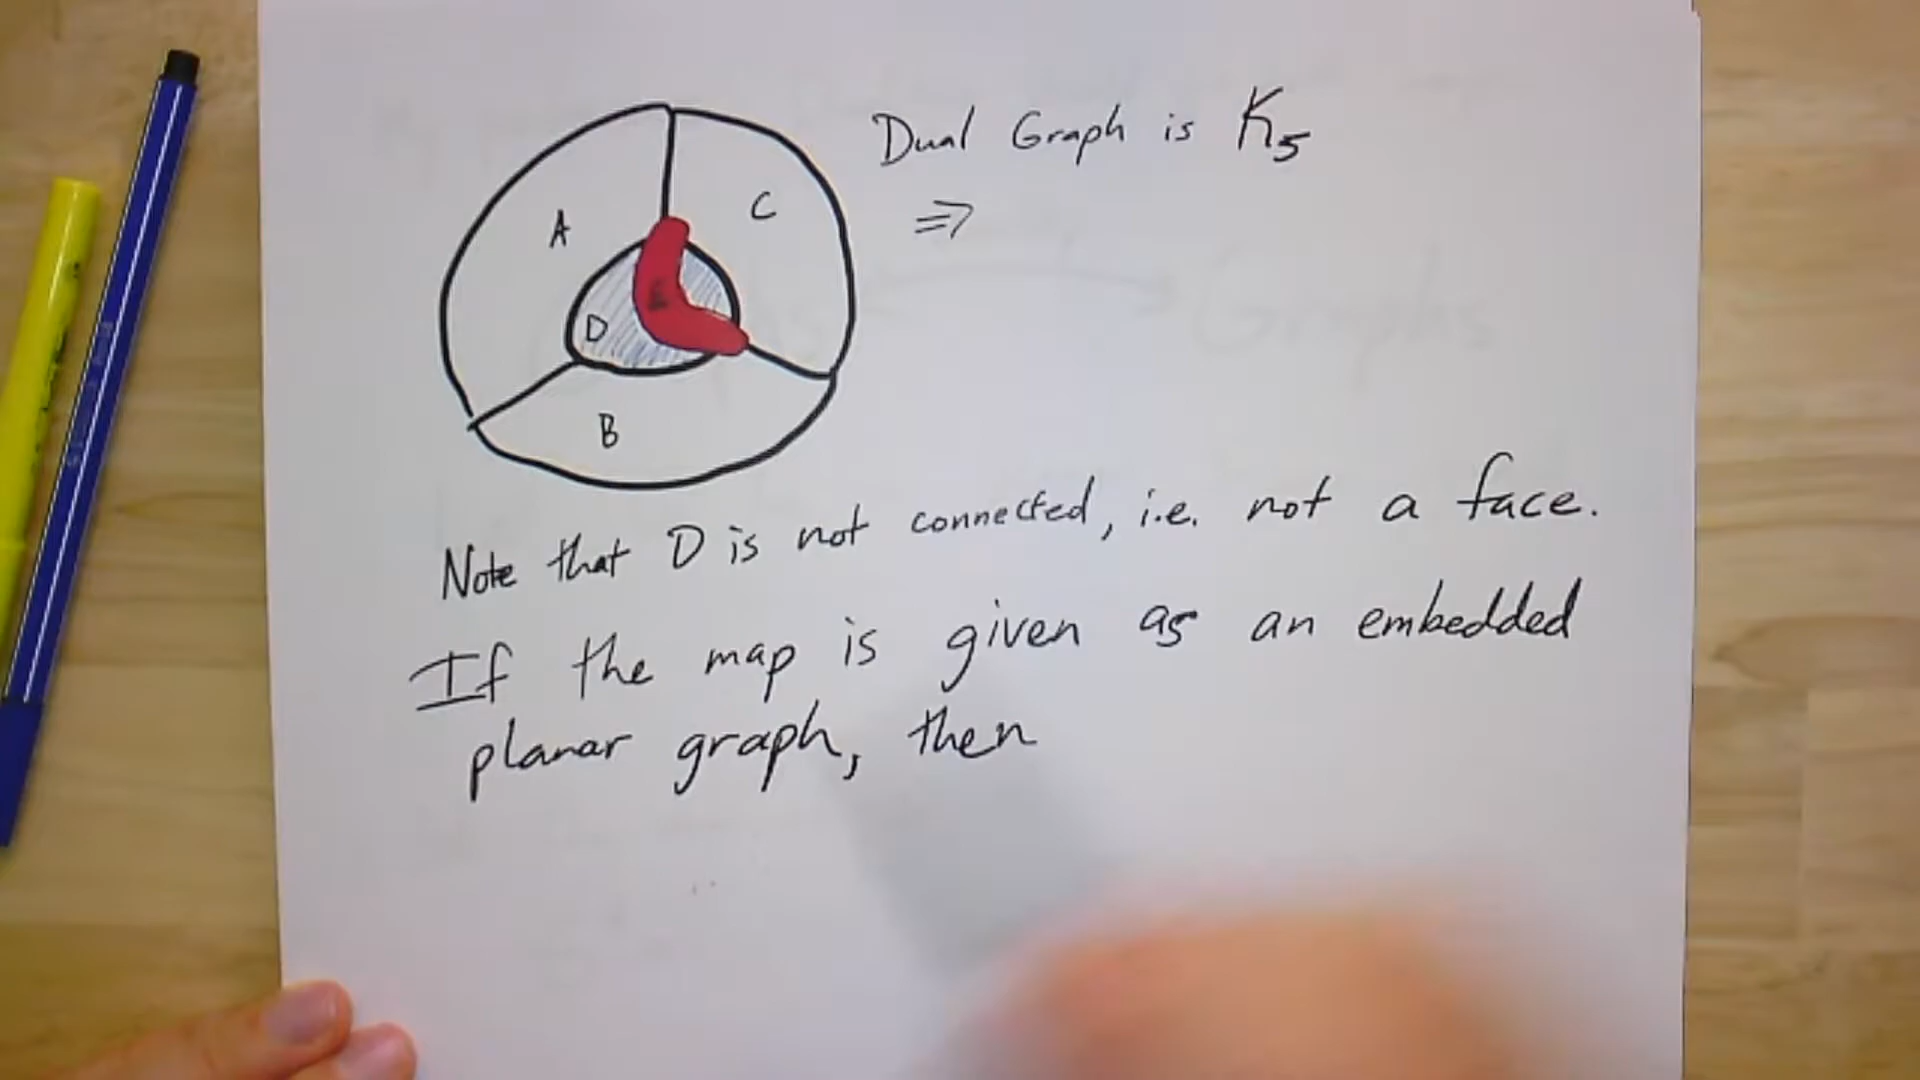 Dual Graph is K5
⇒
A
C
E
D
B
Note that D is not connected, i.e. not a face.
If the map is given as an embedded
planar graph, then